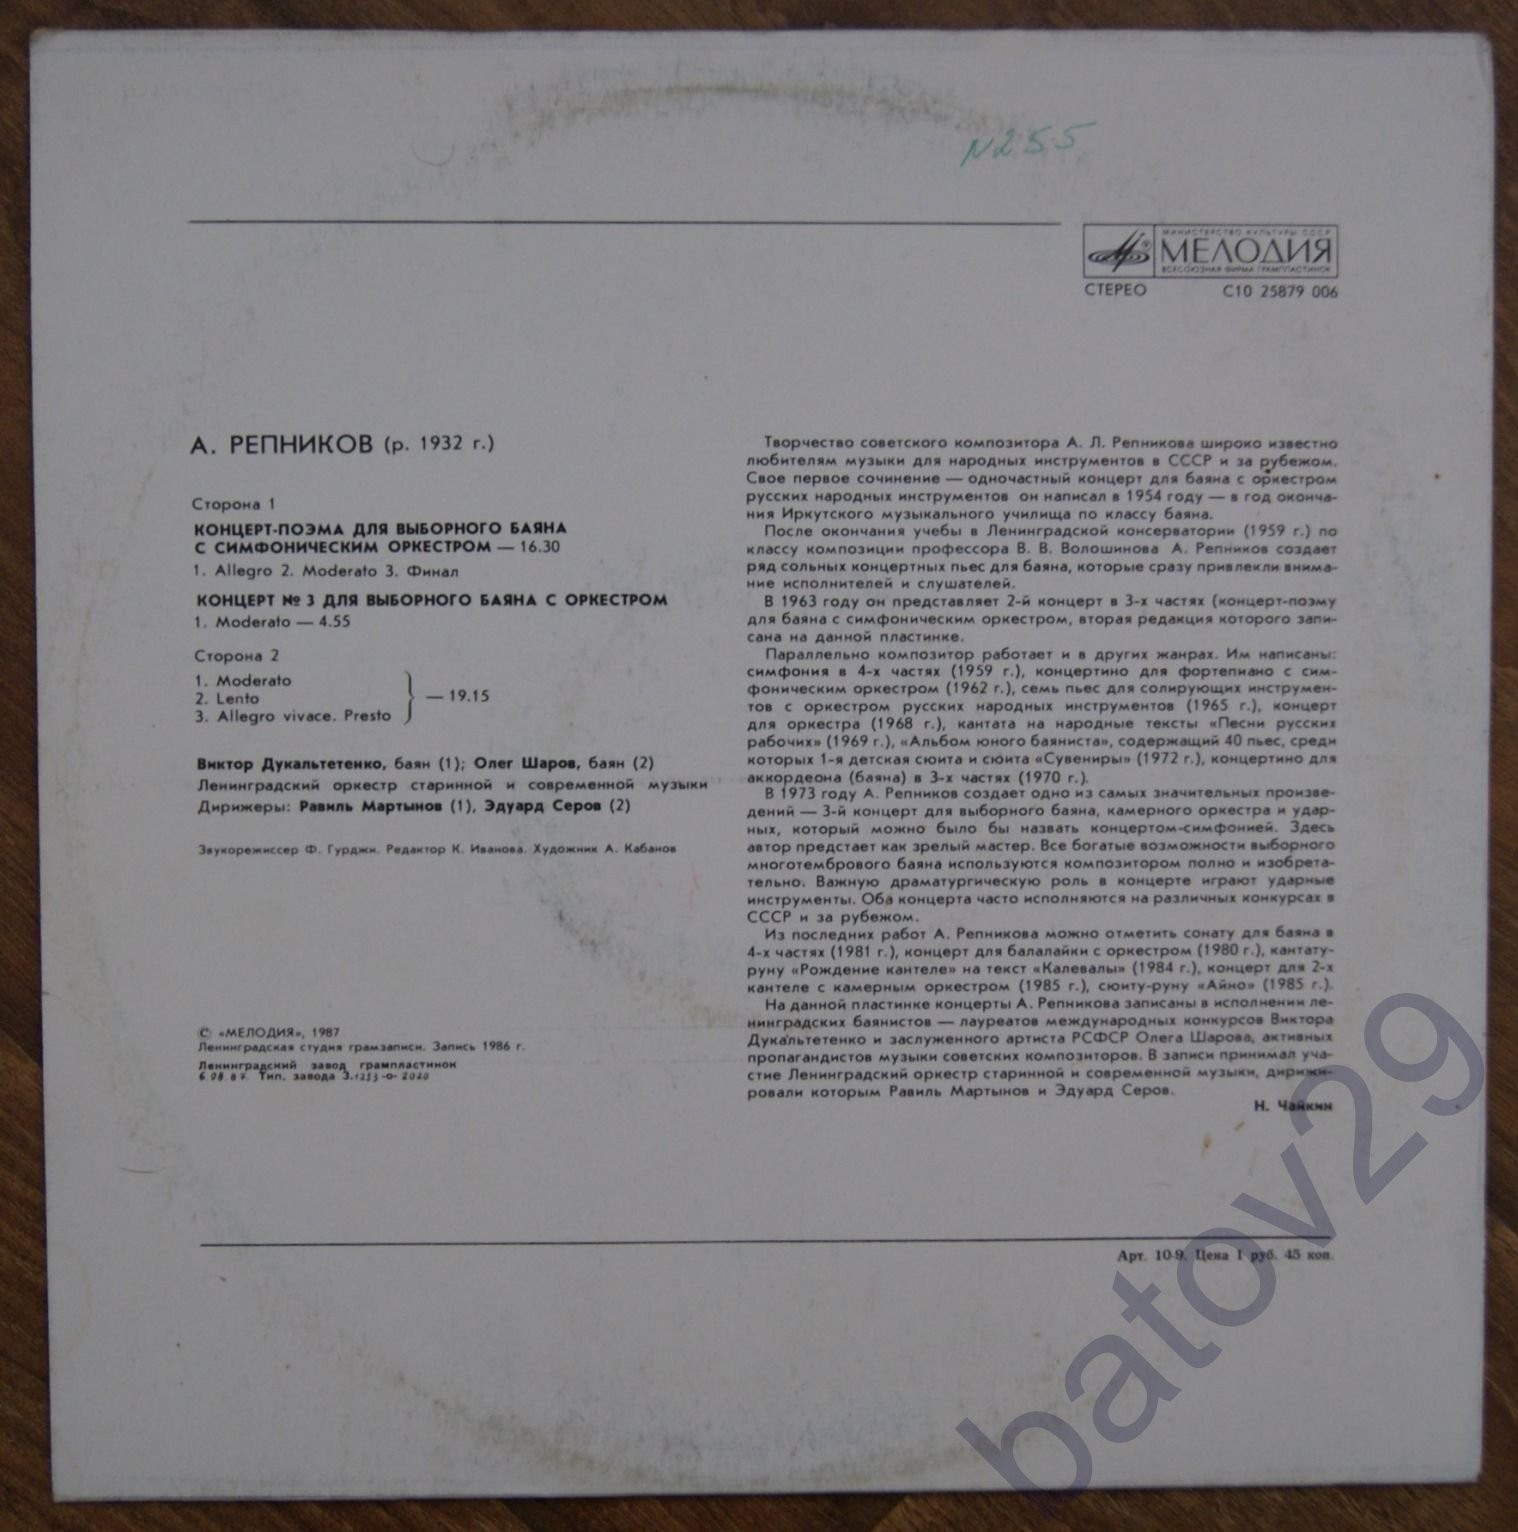 N 255
МИНИСТЕРСТВО КУЛЬТУРЫ СССР
МЕЛОДИЯ
ВСЕСОЮЗНАЯ ФИРМА ГРАМПЛАСТИНОК
СТЕРЕО С10 25879 006
А. РЕПНИКОВ (р. 1932 г.)
Сторона 1
КОНЦЕРТ-ПОЭМА ДЛЯ ВЫБОРНОГО БАЯНА
С СИМФОНИЧЕСКИМ ОРКЕСТРОМ — 16.30
1. Allegro 2. Moderato 3. Финал
КОНЦЕРТ № 3 ДЛЯ ВЫБОРНОГО БАЯНА С ОРКЕСТРОМ
1. Moderato — 4.55
Сторона 2
1. Moderato
2. Lento
3. Allegro vivace. Presto
— 19.15
Виктор Дукальтетенко, баян (1); Олег Шаров, баян (2)
Ленинградский оркестр старинной и современной музыки
Дирижеры: Равиль Мартынов (1), Эдуард Серов (2)
Звукорежиссер Ф. Гурджи. Редактор К. Иванова. Художник А. Кабанов
© «МЕЛОДИЯ», 1987
Ленинградская студия грамзаписи. Запись 1986 г.
Ленинградский завод грампластинок
6.08.87. Тип. завода З.1253-о-2020
Творчество советского композитора А. Л. Репникова широко известно
любителям музыки для народных инструментов в СССР и за рубежом.
Свое первое сочинение — одночастный концерт для баяна с оркестром
русских народных инструментов он написал в 1954 году — в год оконча-
ния Иркутского музыкального училища по классу баяна.
После окончания учебы в Ленинградской консерватории (1959 г.) по
классу композиции профессора В. В. Волошинова А. Репников создает
ряд сольных концертных пьес для баяна, которые сразу привлекли внима-
ние исполнителей и слушателей.
В 1963 году он представляет 2-й концерт в 3-х частях (концерт-поэму
для баяна с симфоническим оркестром, вторая редакция которого запи-
сана на данной пластинке.
Параллельно композитор работает и в других жанрах. Им написаны:
симфония в 4-х частях (1959 г.), концертино для фортепиано с сим-
фоническим оркестром (1962 г.), семь пьес для солирующих инструмен-
тов с оркестром русских народных инструментов (1965 г.), концерт
для оркестра (1968 г.), кантата на народные тексты «Песни русских
рабочих» (1969 г.), «Альбом юного баяниста», содержащий 40 пьес, среди
которых 1-я детская сюита и сюита «Сувениры» (1972 г.), концертино для
аккордеона (баяна) в 3-х частях (1970 г.).
В 1973 году А. Репников создает одно из самых значительных произве-
дений — 3-й концерт для выборного баяна, камерного оркестра и удар-
ных, который можно было бы назвать концертом-симфонией. Здесь
автор предстает как зрелый мастер. Все богатые возможности выборного
многотембрового баяна используются композитором полно и изобрета-
тельно. Важную драматургическую роль в концерте играют ударные
инструменты. Оба концерта часто исполняются на различных конкурсах в
СССР и за рубежом.
Из последних работ А. Репникова можно отметить сонату для баяна в
4-х частях (1981 г.), концерт для балалайки с оркестром (1980 г.), кантату-
руну «Рождение кантеле» на текст «Калевалы» (1984 г.), концерт для 2-х
кантеле с камерным оркестром (1985 г.), сюиту-руну «Айно» (1985 г.).
На данной пластинке концерты А. Репникова записаны в исполнении ле-
нинградских баянистов — лауреатов международных конкурсов Виктора
Дукальтетенко и заслуженного артиста РСФСР Олега Шарова, активных
пропагандистов музыки советских композиторов. В записи принимал уча-
стие Ленинградский оркестр старинной и современной музыки, дирижи-
ровали которым Равиль Мартынов и Эдуард Серов.
Н. Чайкин
Арт. 10-9. Цена 1 руб. 45 коп.
batov29